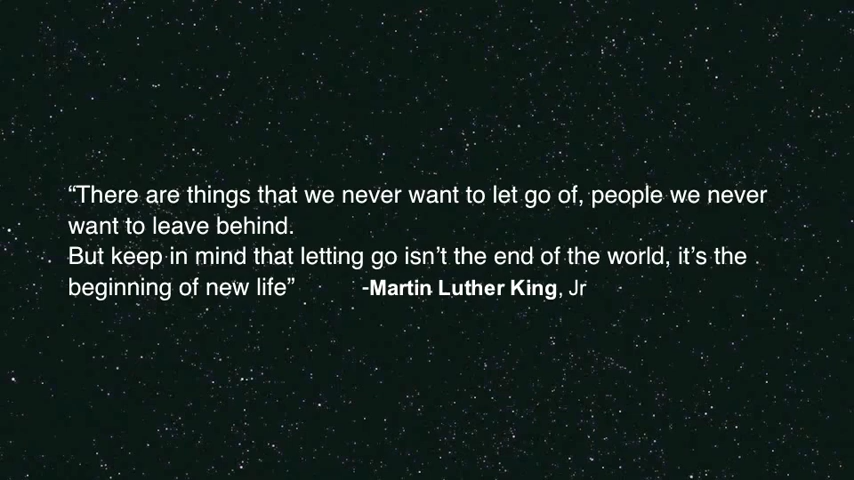 “There are things that we never want to let go of, people we never
want to leave behind.
But keep in mind that letting go isn’t the end of the world, it’s the
beginning of new life” -Martin Luther King, Jr